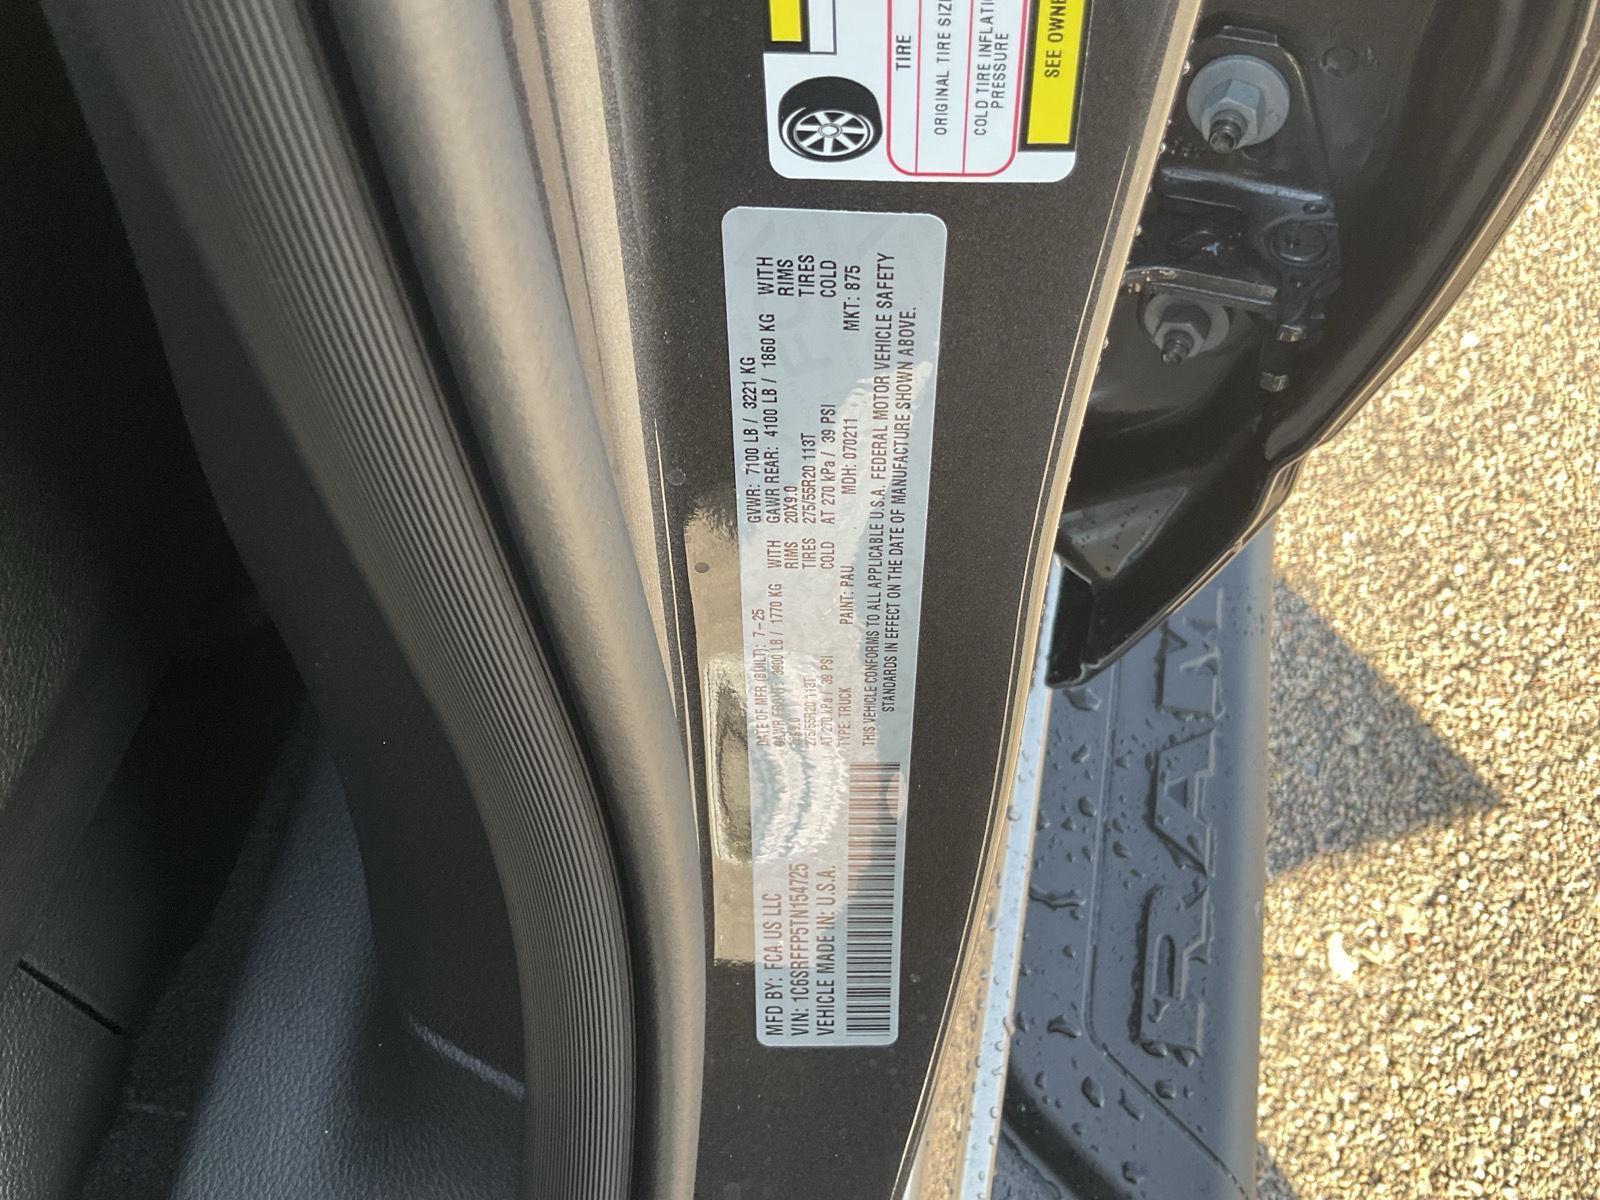 TIRE
ORIGINAL TIRE SIZE
COLD TIRE INFLATI
PRESSURE
SEE OWNE
MFD BY: FCA US LLC
VIN: 1C6SRFFP5TN154725
VEHICLE MADE IN: U.S.A.
DATE OF MFR (BUILT): 7-25
GVWR: 7100 LB / 3221 KG
GAWR FRONT: 3900 LB / 1770 KG WITH
GAWR REAR: 4100 LB / 1860 KG WITH
RIMS
20X9.0 RIMS
275/55R20 113T TIRES
275/55R20 113T TIRES
AT 270 kPa / 39 PSI COLD
AT 270 kPa / 39 PSI COLD
TYPE: TRUCK PAINT: PAU MDH: 070211 MKT: 875
THIS VEHICLE CONFORMS TO ALL APPLICABLE U.S.A. FEDERAL MOTOR VEHICLE SAFETY
STANDARDS IN EFFECT ON THE DATE OF MANUFACTURE SHOWN ABOVE.
RAM